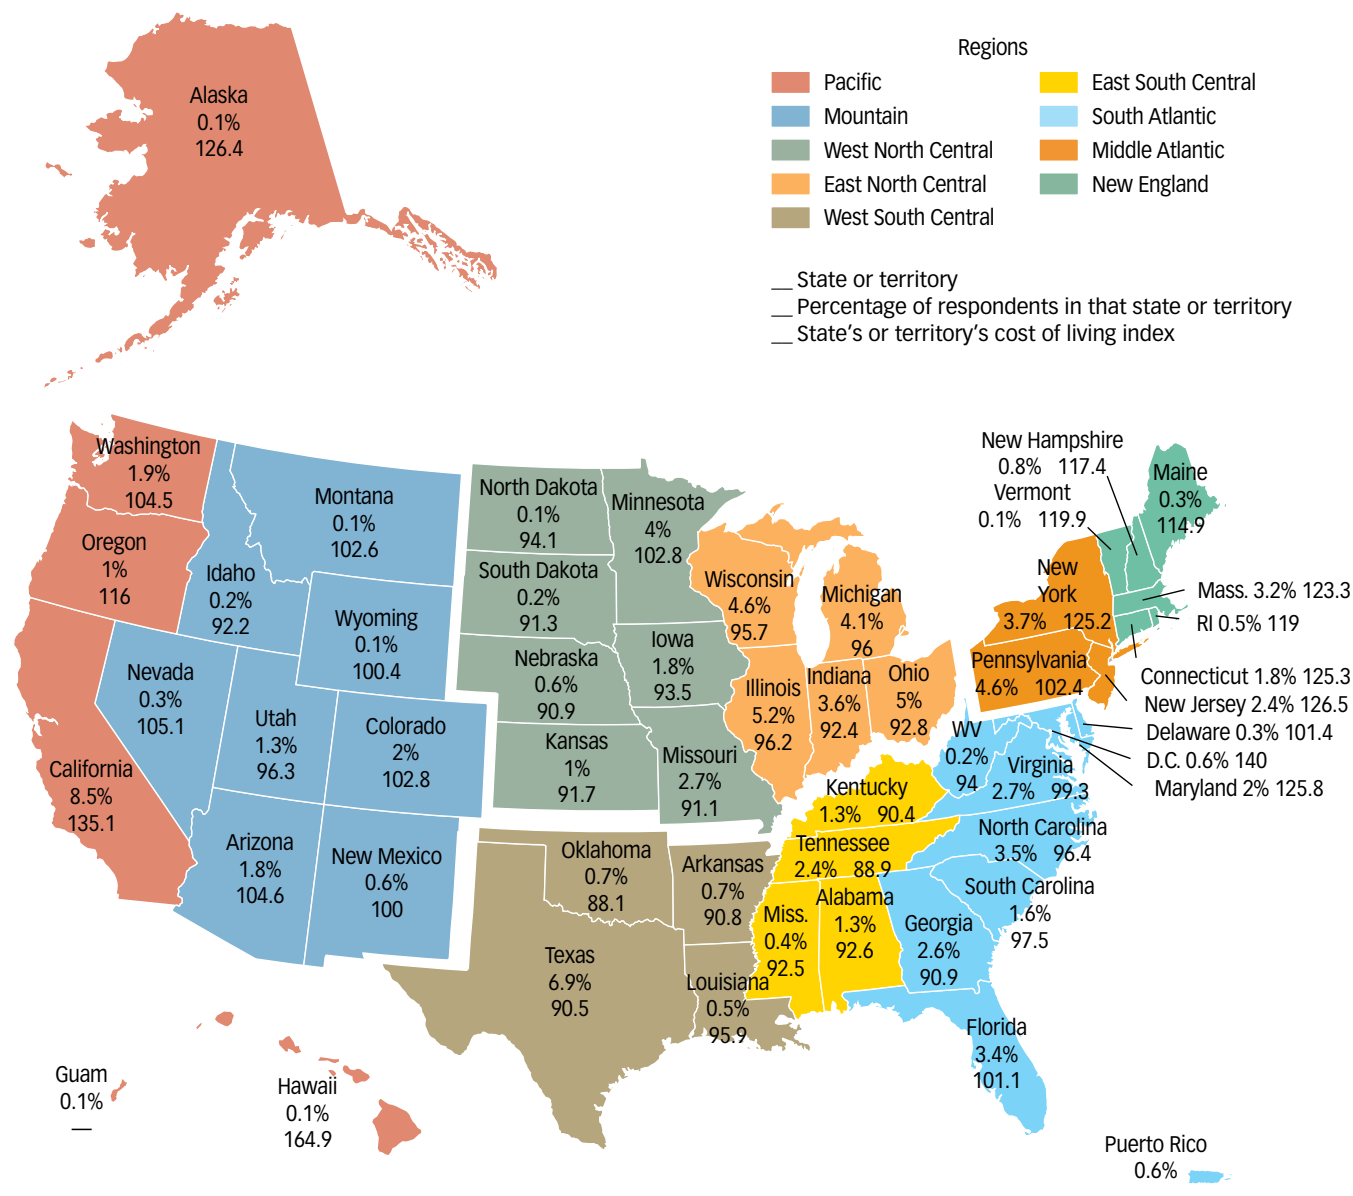 Regions
Pacific
Mountain
West North Central
East North Central
West South Central
East South Central
South Atlantic
Middle Atlantic
New England
__ State or territory
__ Percentage of respondents in that state or territory
__ State’s or territory’s cost of living index
Alaska
0.1%
126.4
Washington
1.9%
104.5
Oregon
1%
116
California
8.5%
135.1
Idaho
0.2%
92.2
Nevada
0.3%
105.1
Montana
0.1%
102.6
Wyoming
0.1%
100.4
Utah
1.3%
96.3
Colorado
2%
102.8
Arizona
1.8%
104.6
New Mexico
0.6%
100
North Dakota
0.1%
94.1
South Dakota
0.2%
91.3
Nebraska
0.6%
90.9
Kansas
1%
91.7
Minnesota
4%
102.8
Iowa
1.8%
93.5
Missouri
2.7%
91.1
Wisconsin
4.6%
95.7
Michigan
4.1%
96
Illinois
5.2%
96.2
Indiana
3.6%
92.4
Ohio
5%
92.8
Oklahoma
0.7%
88.1
Arkansas
0.7%
90.8
Texas
6.9%
90.5
Louisiana
0.5%
95.9
Kentucky
1.3% 90.4
Tennessee
2.4% 88.9
Miss.
0.4%
92.5
Alabama
1.3%
92.6
WV
0.2%
94
Virginia
2.7% 99.3
North Carolina
3.5% 96.4
South Carolina
1.6%
97.5
Georgia
2.6%
90.9
Florida
3.4%
101.1
New
York
3.7% 125.2
Pennsylvania
4.6% 102.4
New Hampshire
0.8% 117.4
Vermont
0.1% 119.9
Maine
0.3%
114.9
Mass. 3.2% 123.3
RI 0.5% 119
Connecticut 1.8% 125.3
New Jersey 2.4% 126.5
Delaware 0.3% 101.4
D.C. 0.6% 140
Maryland 2% 125.8
Guam
0.1%
—
Hawaii
0.1%
164.9
Puerto Rico
0.6%